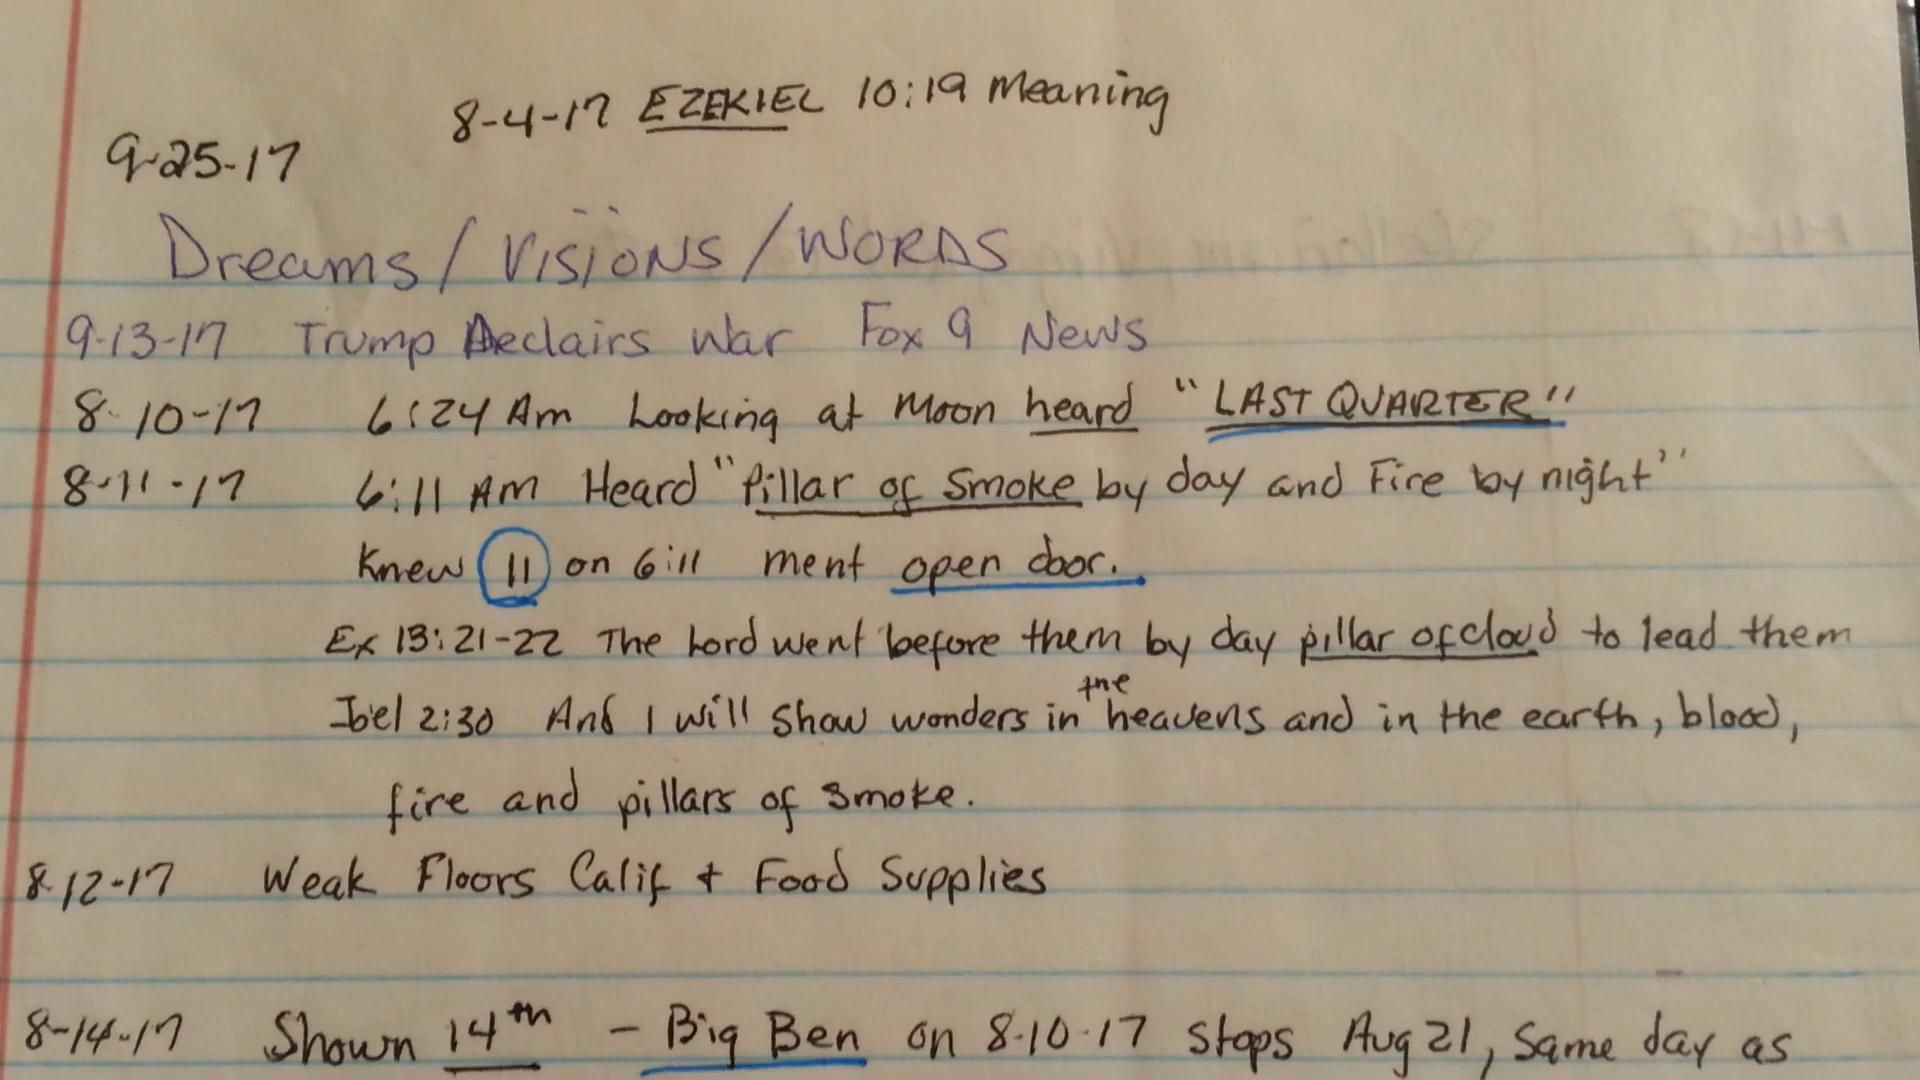 8-4-17 EZEKIEL 10:19 Meaning
9-25-17
Dreams/VISIONS/WORDS
9-13-17 Trump Declairs War Fox 9 News
8-10-17 6:24 Am Looking at Moon heard "LAST QUARTER"
8-11-17 6:11 AM Heard "Pillar of Smoke by day and Fire by night"
Knew 11 on 6:11 ment open door.
Ex 13:21-22 The Lord went before them by day pillar of cloud to lead them
Joel 2:30 And I will show wonders in the heavens and in the earth, blood,
fire and pillars of smoke.
8-12-17 Weak Floors Calif + Food Supplies
8-14-17 Shown 14th - Big Ben on 8-10-17 stops Aug 21, same day as